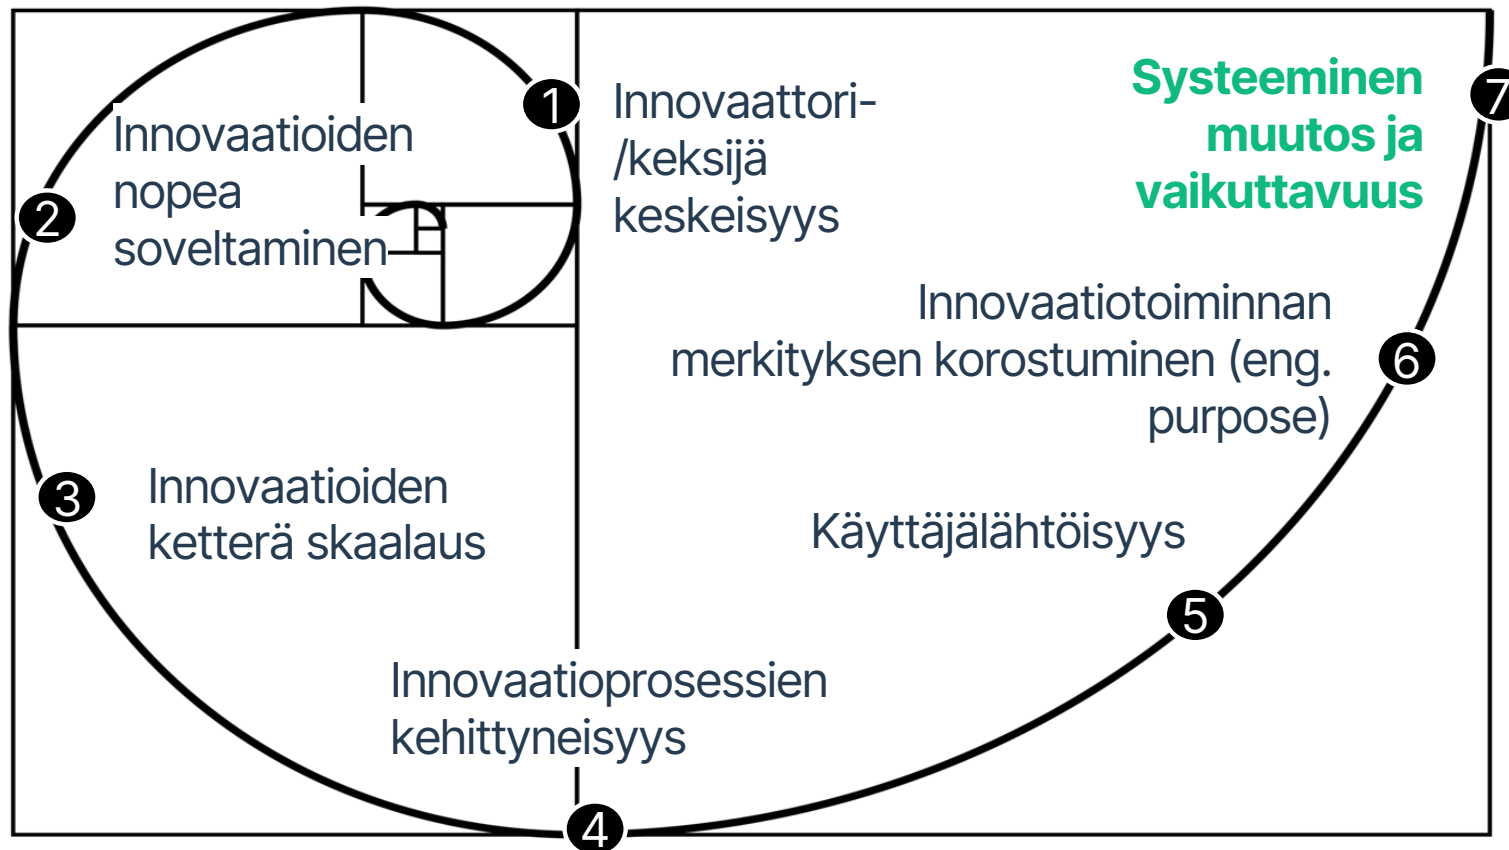 1
Innovaattori-
/keksijä
keskeisyys
2
Innovaatioiden
nopea
soveltaminen
3
Innovaatioiden
ketterä skaalaus
4
Innovaatioprosessien
kehittyneisyys
5
Käyttäjälähtöisyys
6
Innovaatiotoiminnan
merkityksen korostuminen (eng.
purpose)
7
Systeeminen
muutos ja
vaikuttavuus